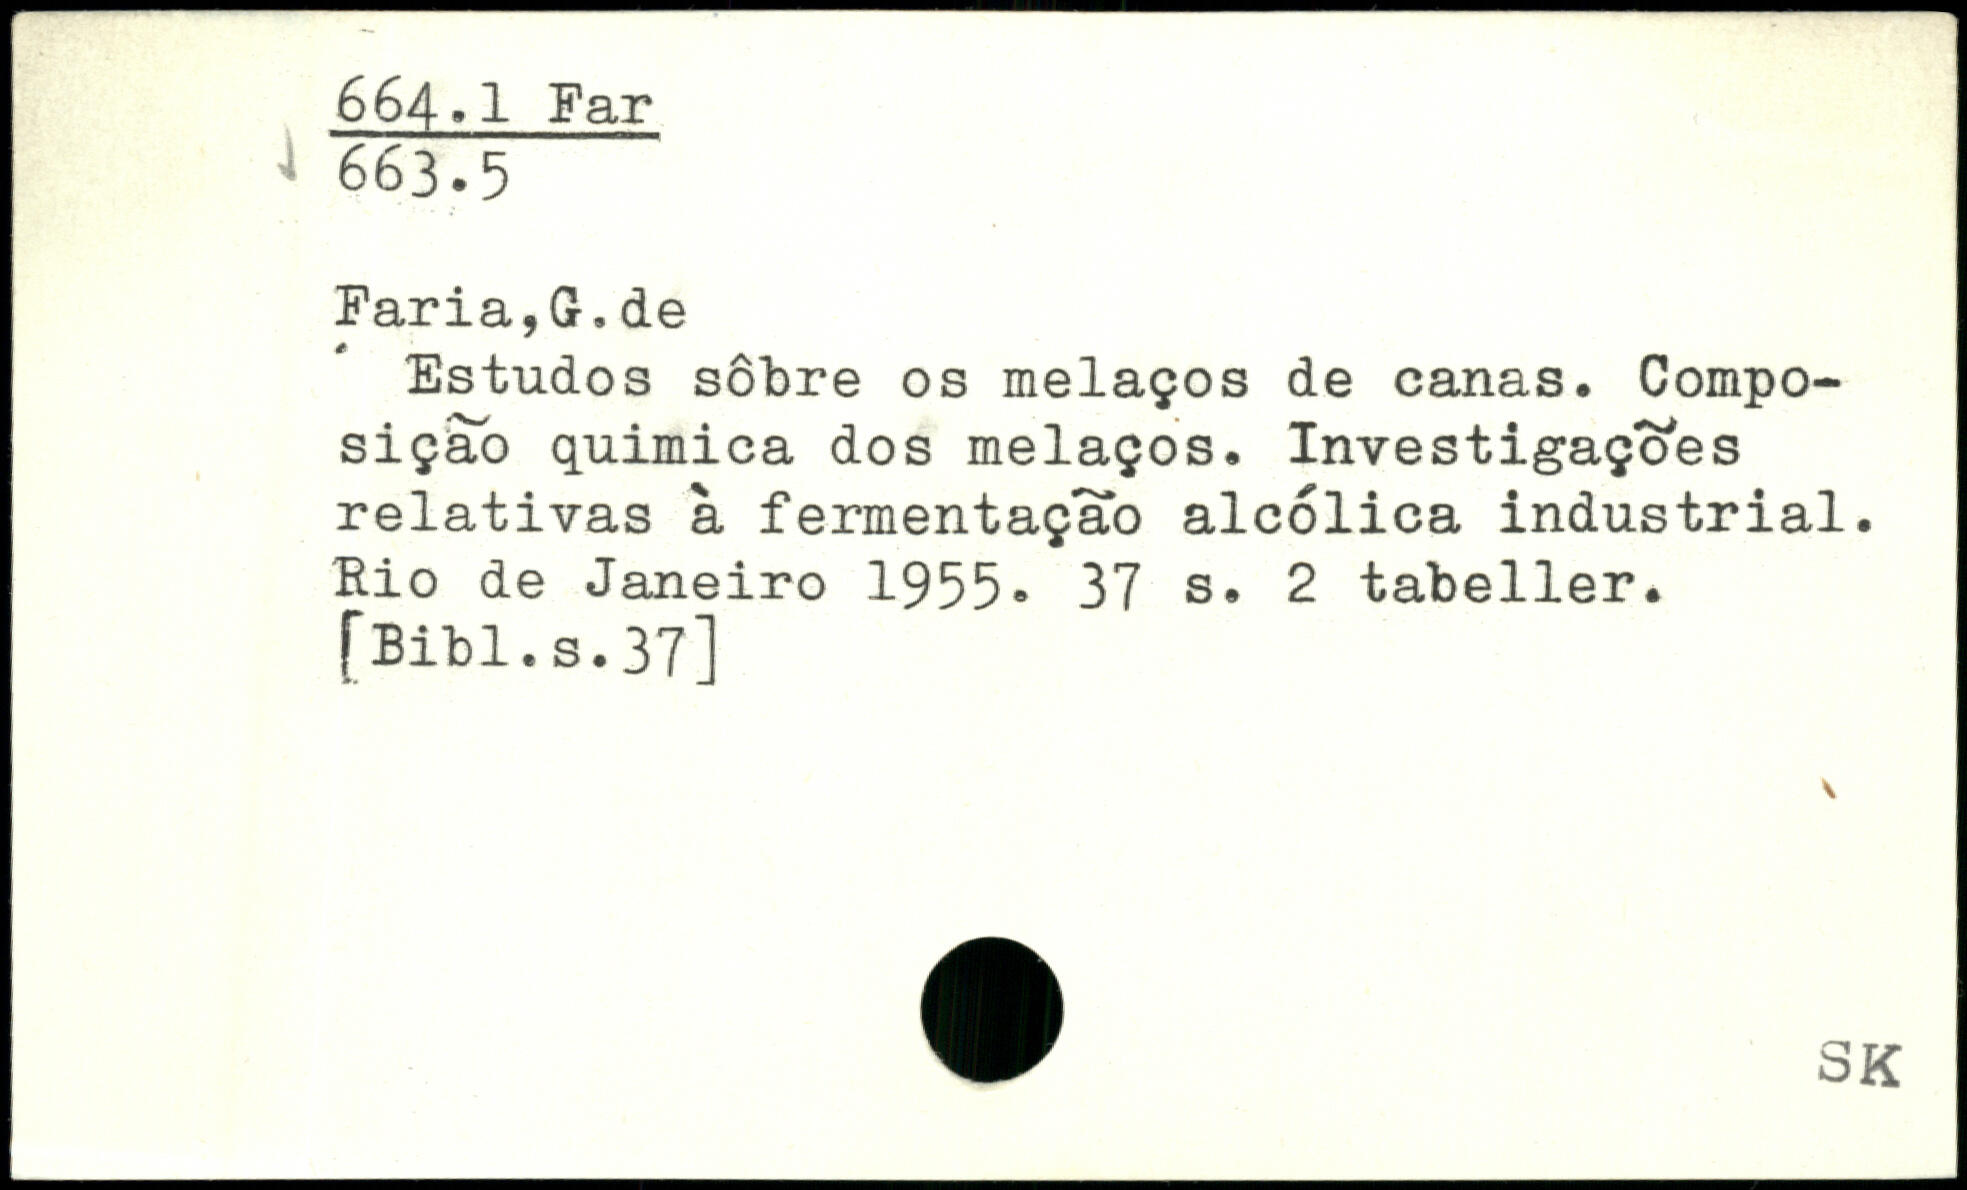 664.1 Far
663.5
Faria,G.de
Estudos sôbre os melaços de canas. Compo-
sição quimica dos melaços. Investigações
relativas à fermentação alcólica industrial.
Rio de Janeiro 1955. 37 s. 2 tabeller.
[Bibl.s.37]
SK